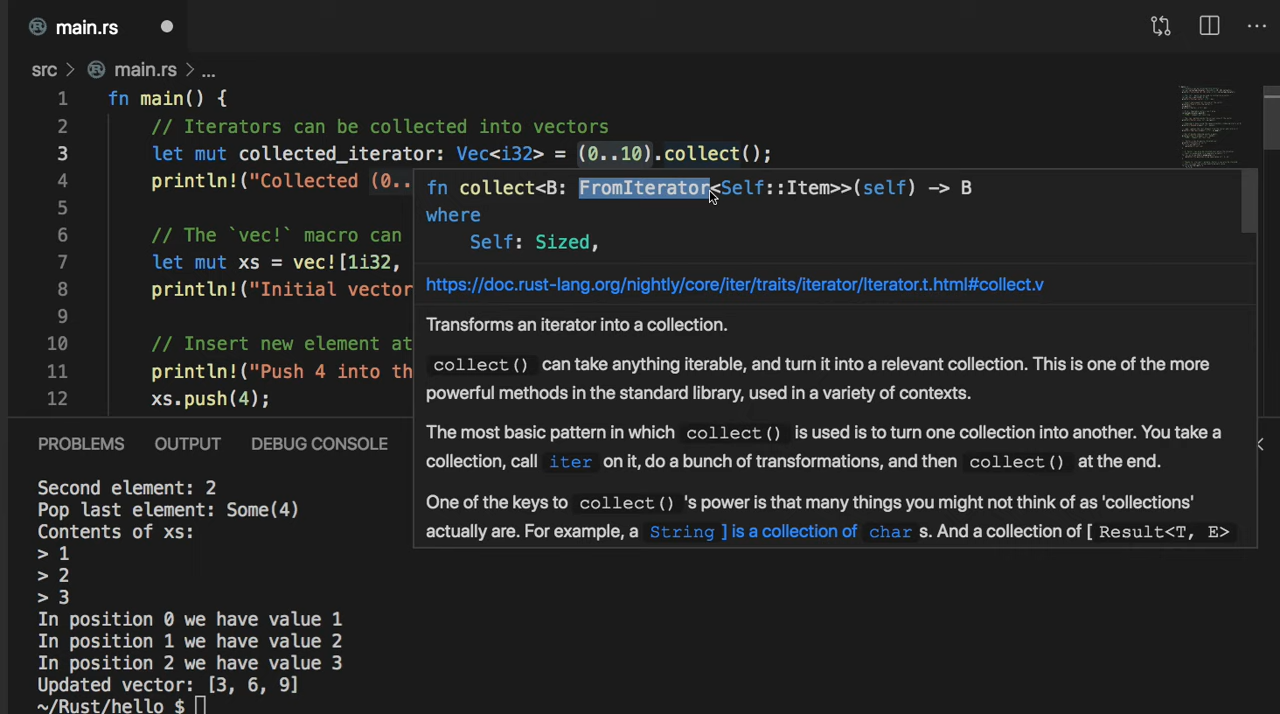 main.rs
src > main.rs > ...
1 fn main() {
2 // Iterators can be collected into vectors
3 let mut collected_iterator: Vec<i32> = (0..10).collect();
4 println!("Collected (0..
5
6 // The `vec!` macro can
7 let mut xs = vec![1i32,
8 println!("Initial vector
9
10 // Insert new element at
11 println!("Push 4 into th
12 xs.push(4);
fn collect<B: FromIterator<Self::Item>>(self) -> B
where
Self: Sized,
https://doc.rust-lang.org/nightly/core/iter/traits/iterator/Iterator.t.html#collect.v
Transforms an iterator into a collection.
collect() can take anything iterable, and turn it into a relevant collection. This is one of the more
powerful methods in the standard library, used in a variety of contexts.
The most basic pattern in which collect() is used is to turn one collection into another. You take a
collection, call iter on it, do a bunch of transformations, and then collect() at the end.
One of the keys to collect() 's power is that many things you might not think of as 'collections'
actually are. For example, a String ] is a collection of char s. And a collection of [ Result<T, E>
PROBLEMS OUTPUT DEBUG CONSOLE
Second element: 2
Pop last element: Some(4)
Contents of xs:
> 1
> 2
> 3
In position 0 we have value 1
In position 1 we have value 2
In position 2 we have value 3
Updated vector: [3, 6, 9]
~/Rust/hello $